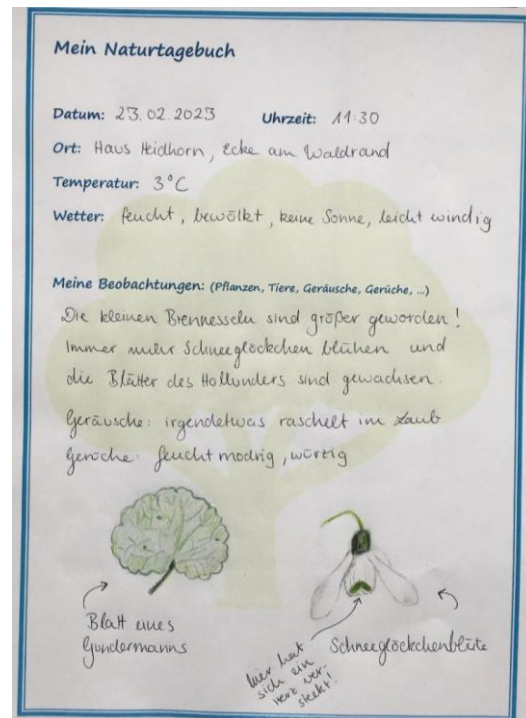 Mein Naturtagebuch
Datum: 23.02.2023 Uhrzeit: 11:30
Ort: Haus Heidhorn, Ecke am Waldrand
Temperatur: 3°C
Wetter: feucht, bewölkt, keine Sonne, leicht windig
Meine Beobachtungen: (Pflanzen, Tiere, Geräusche, Gerüche, ...)
Die kleinen Brennesseln sind größer geworden!
Immer mehr Schneeglöckchen blühen und
die Blätter des Hollunders sind gewachsen.
Geräusche: irgendetwas raschelt im Laub
Gerüche: feucht modrig, würzig
Blatt eines
Gundermanns
hier hat
sich ein
Herz ver-
steckt!
Schneeglöckchenblüte